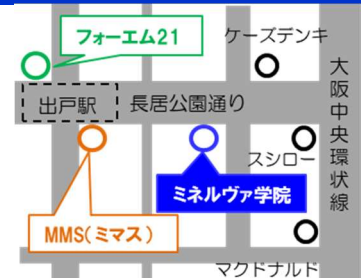 フォーエム21
ケーズデンキ
大阪中央環状線
出戸駅
長居公園通り
スシロー
ミネルヴァ学院
MMS(ミマス)
マクドナルド